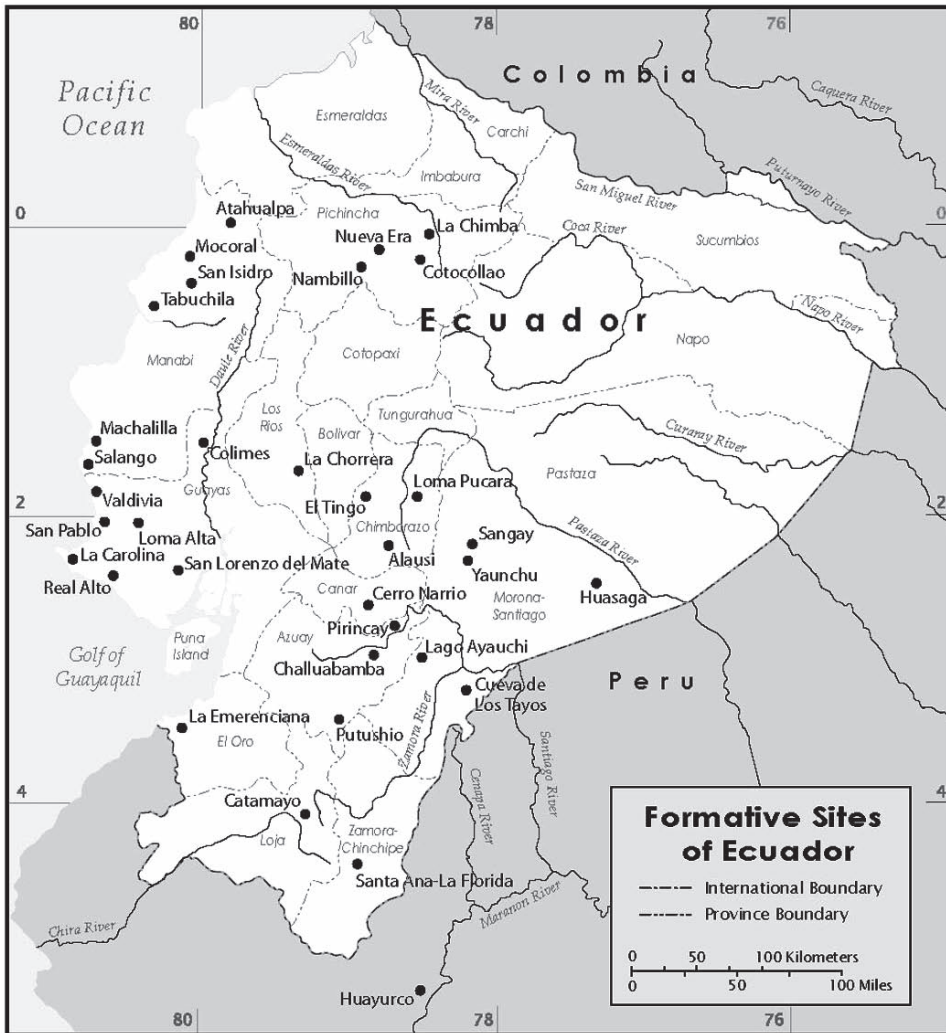 80
78
76
Colombia
Pacific
Ocean
Caquera River
Mira River
Esmeraldas
Carchi
Esmeraldas River
Imbabura
Puturnayo River
San Miguel River
0
Atahualpa
Pichincha
La Chimba
Coca River
0
Nueva Era
Sucumbios
Mocoral
San Isidro
Nambillo
Cotocollao
Tabuchila
Ecuador
Napo River
Daule River
Napo
Manabi
Cotopaxi
Los
Rios
Tungurahua
Bolivar
Machalilla
Colimes
Curaray River
Salango
La Chorrera
Pastaza
Guayas
Loma Pucara
Valdivia
El Tingo
2
San Pablo
Chimborazo
2
Loma Alta
Sangay
Pastaza River
La Carolina
San Lorenzo del Mate
Alausi
Yaunchu
Real Alto
Huasaga
Canar
Cerro Narrio
Morona-
Santiago
Pirincay
Puna
Island
Azuay
Lago Ayauchi
Golf of
Guayaquil
Challuabamba
Peru
Cueva de
Los Tayos
La Emerenciana
Putushio
El Oro
Zamora River
Santiago River
Cenapa River
4
Catamayo
4
Loja
Zamora-
Chinchipe
Santa Ana-La Florida
Chira River
Maranon River
Huayurco
Formative Sites
of Ecuador
International Boundary
Province Boundary
0 50 100 Kilometers
0 50 100 Miles
80
78
76